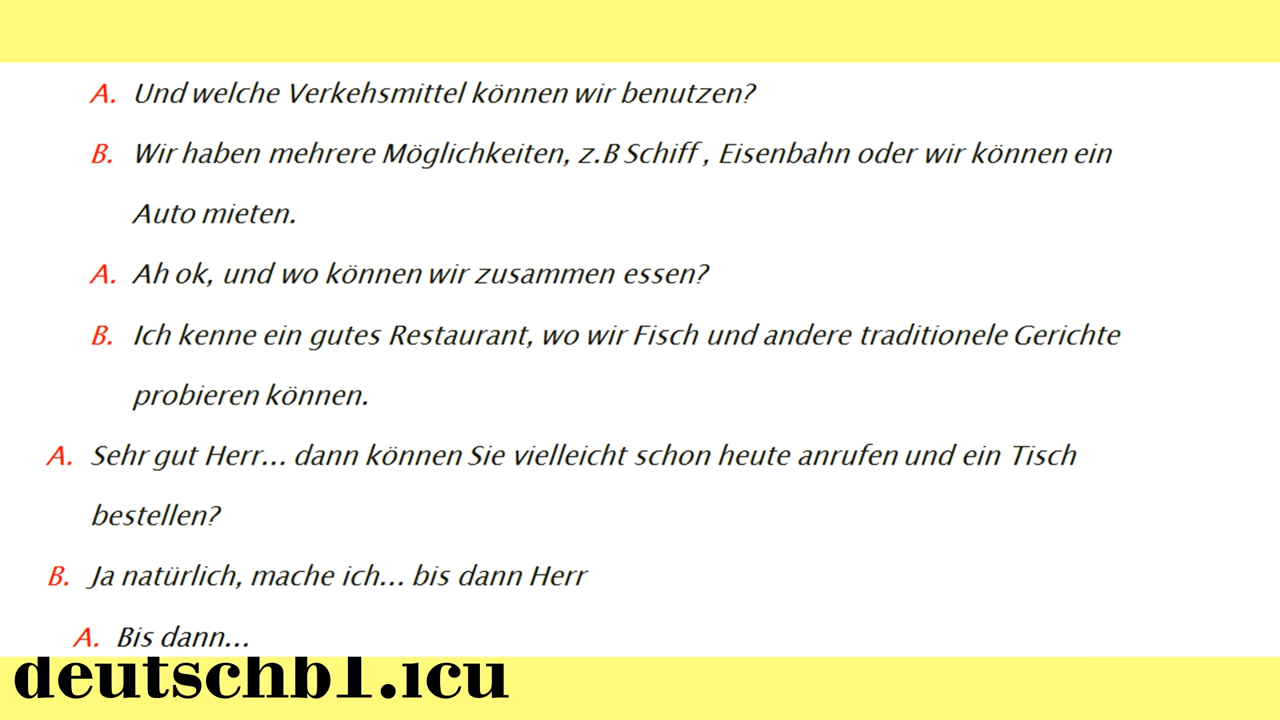 A. Und welche Verkehsmittel können wir benutzen?
B. Wir haben mehrere Möglichkeiten, z.B Schiff , Eisenbahn oder wir können ein
Auto mieten.
A. Ah ok, und wo können wir zusammen essen?
B. Ich kenne ein gutes Restaurant, wo wir Fisch und andere traditionele Gerichte
probieren können.
A. Sehr gut Herr... dann können Sie vielleicht schon heute anrufen und ein Tisch
bestellen?
B. Ja natürlich, mache ich... bis dann Herr
A. Bis dann...
deutschb1.icu